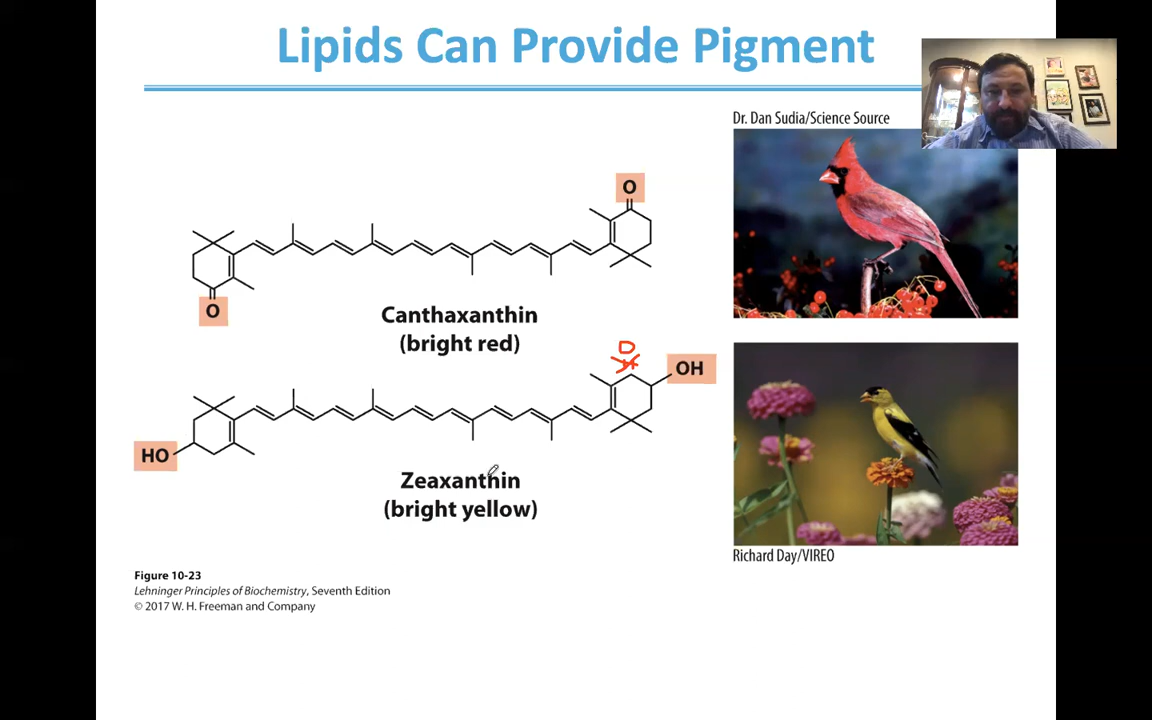 Lipids Can Provide Pigment
Dr. Dan Sudia/Science Source
O
O
Canthaxanthin
(bright red)
OH
HO
Zeaxanthin
(bright yellow)
Richard Day/VIREO
Figure 10-23
Lehninger Principles of Biochemistry, Seventh Edition
© 2017 W. H. Freeman and Company